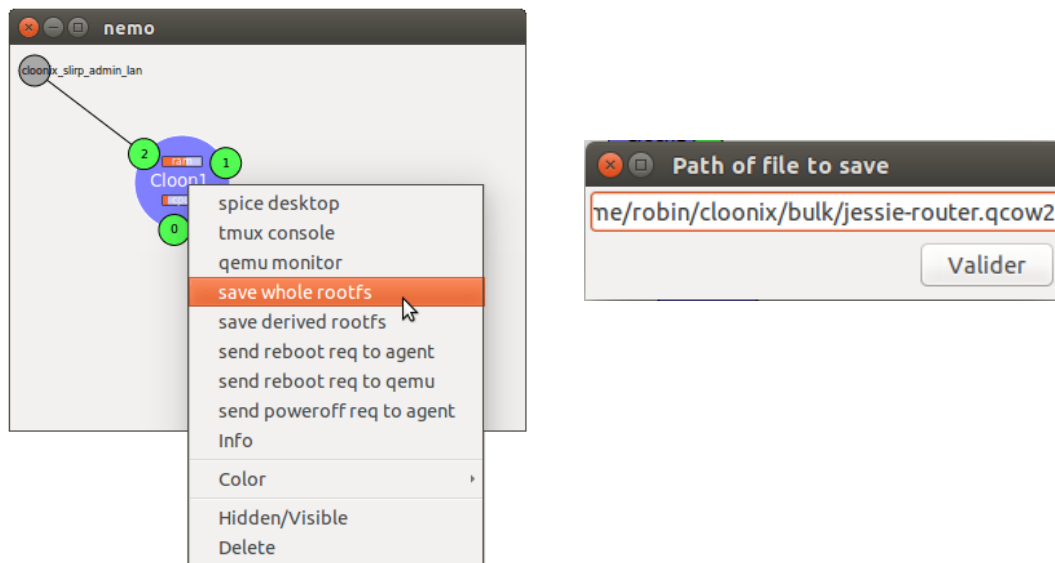 nemo
cloonix_slirp_admin_lan
2
ram
1
Cloon1
0
spice desktop
tmux console
qemu monitor
save whole rootfs
save derived rootfs
send reboot req to agent
send reboot req to qemu
send poweroff req to agent
Info
Color
Hidden/Visible
Delete
Path of file to save
me/robin/cloonix/bulk/jessie-router.qcow2
Valider